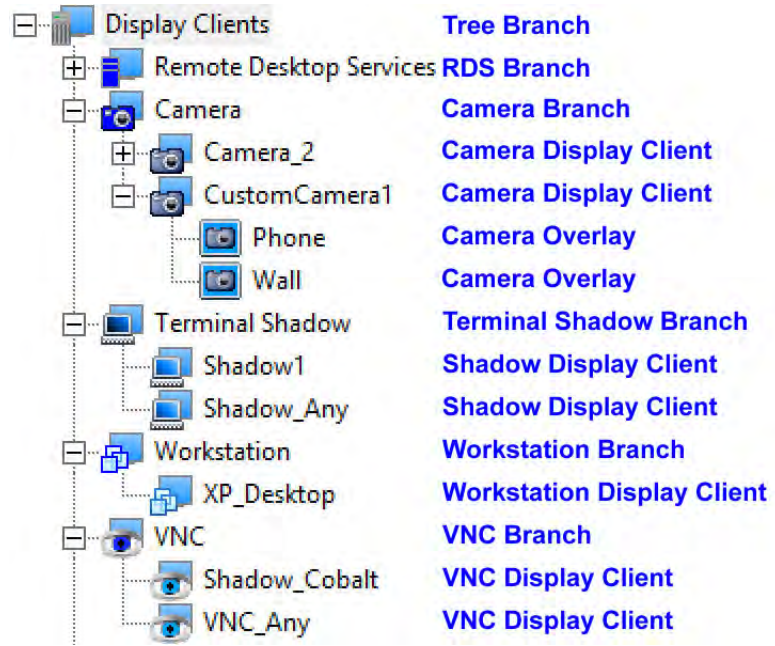 Display Clients Tree Branch
Remote Desktop Services RDS Branch
Camera Camera Branch
Camera_2 Camera Display Client
CustomCamera1 Camera Display Client
Phone Camera Overlay
Wall Camera Overlay
Terminal Shadow Terminal Shadow Branch
Shadow1 Shadow Display Client
Shadow_Any Shadow Display Client
Workstation Workstation Branch
XP_Desktop Workstation Display Client
VNC VNC Branch
Shadow_Cobalt VNC Display Client
VNC_Any VNC Display Client